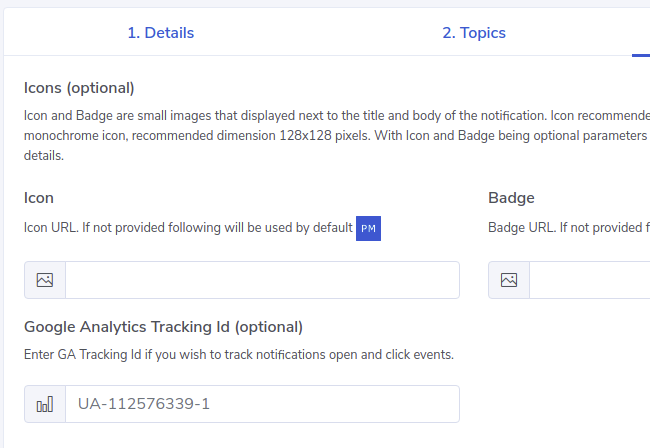 1. Details 2. Topics
Icons (optional)
Icon and Badge are small images that displayed next to the title and body of the notification. Icon recommende
monochrome icon, recommended dimension 128x128 pixels. With Icon and Badge being optional parameters
details.
Icon Badge
Icon URL. If not provided following will be used by default PM Badge URL. If not provided f
Google Analytics Tracking Id (optional)
Enter GA Tracking Id if you wish to track notifications open and click events.
UA-112576339-1